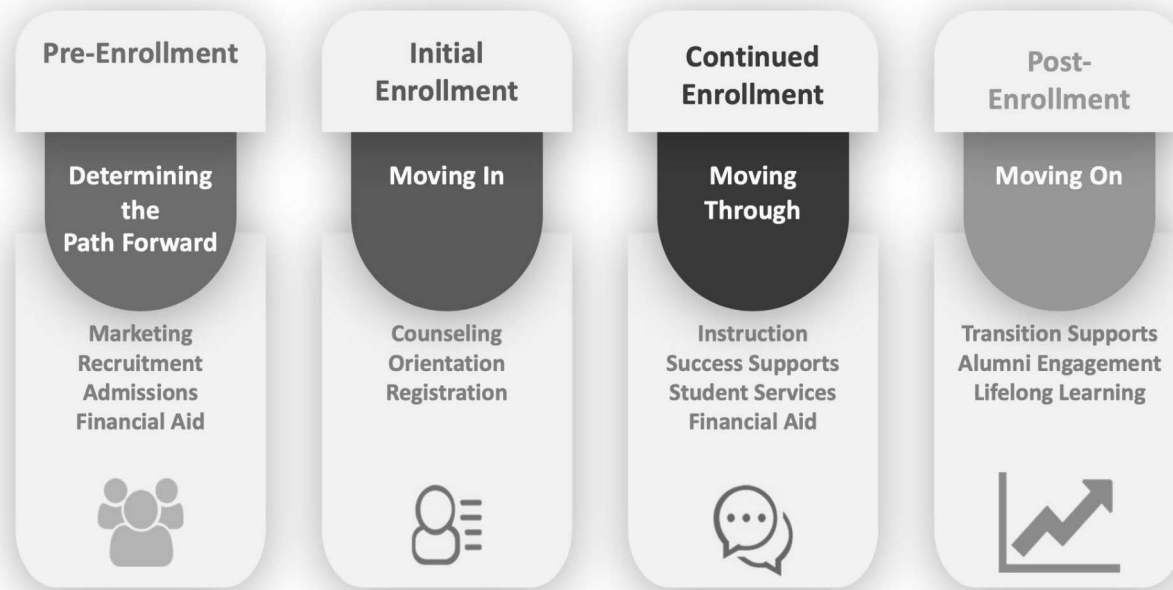 Pre-Enrollment
Determining
the
Path Forward
Marketing
Recruitment
Admissions
Financial Aid
Initial
Enrollment
Moving In
Counseling
Orientation
Registration
Continued
Enrollment
Moving
Through
Instruction
Success Supports
Student Services
Financial Aid
Post-
Enrollment
Moving On
Transition Supports
Alumni Engagement
Lifelong Learning